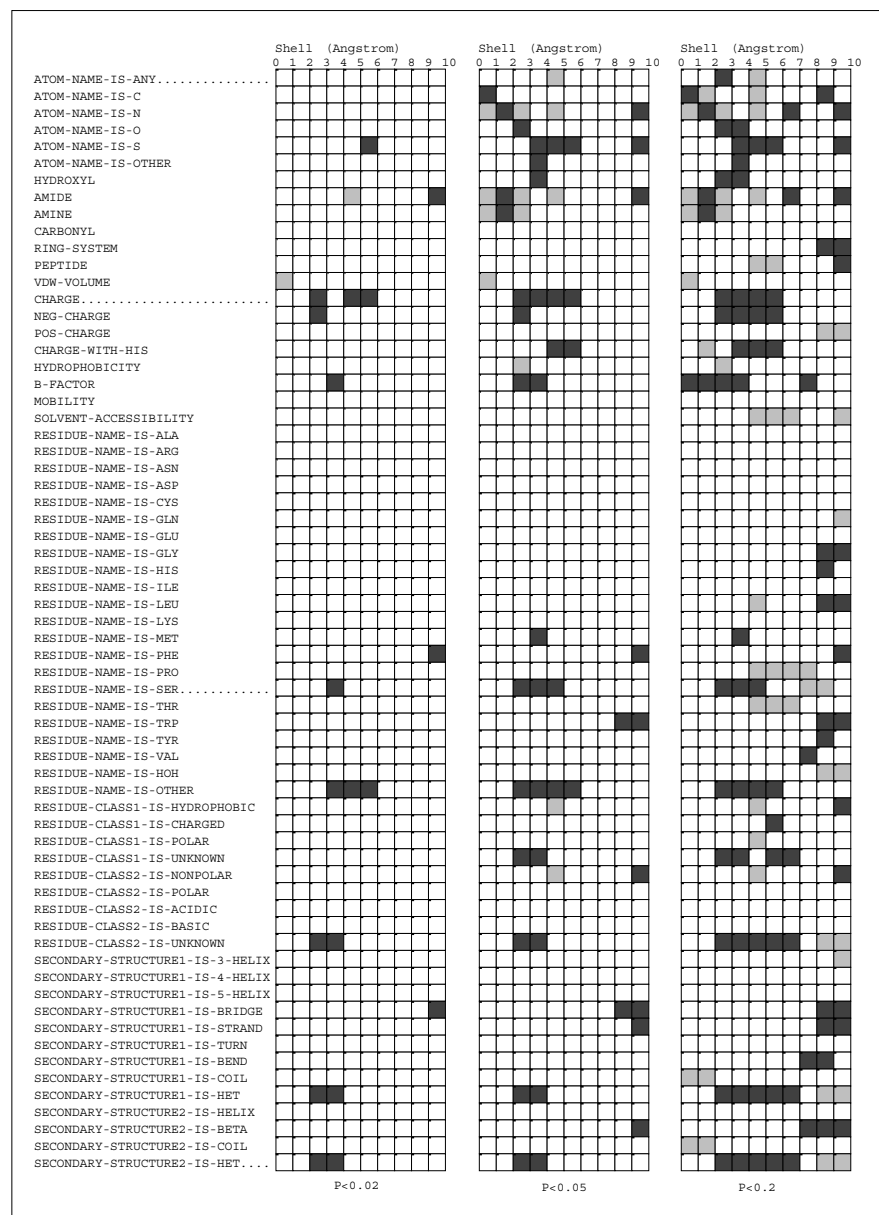 Shell (Angstrom) Shell (Angstrom) Shell (Angstrom)
0 1 2 3 4 5 6 7 8 9 10 0 1 2 3 4 5 6 7 8 9 10 0 1 2 3 4 5 6 7 8 9 10
ATOM-NAME-IS-ANY...............
ATOM-NAME-IS-C
ATOM-NAME-IS-N
ATOM-NAME-IS-O
ATOM-NAME-IS-S
ATOM-NAME-IS-OTHER
HYDROXYL
AMIDE
AMINE
CARBONYL
RING-SYSTEM
PEPTIDE
VDW-VOLUME
CHARGE.........................
NEG-CHARGE
POS-CHARGE
CHARGE-WITH-HIS
HYDROPHOBICITY
B-FACTOR
MOBILITY
SOLVENT-ACCESSIBILITY
RESIDUE-NAME-IS-ALA
RESIDUE-NAME-IS-ARG
RESIDUE-NAME-IS-ASN
RESIDUE-NAME-IS-ASP
RESIDUE-NAME-IS-CYS
RESIDUE-NAME-IS-GLN
RESIDUE-NAME-IS-GLU
RESIDUE-NAME-IS-GLY
RESIDUE-NAME-IS-HIS
RESIDUE-NAME-IS-ILE
RESIDUE-NAME-IS-LEU
RESIDUE-NAME-IS-LYS
RESIDUE-NAME-IS-MET
RESIDUE-NAME-IS-PHE
RESIDUE-NAME-IS-PRO
RESIDUE-NAME-IS-SER............
RESIDUE-NAME-IS-THR
RESIDUE-NAME-IS-TRP
RESIDUE-NAME-IS-TYR
RESIDUE-NAME-IS-VAL
RESIDUE-NAME-IS-HOH
RESIDUE-NAME-IS-OTHER
RESIDUE-CLASS1-IS-HYDROPHOBIC
RESIDUE-CLASS1-IS-CHARGED
RESIDUE-CLASS1-IS-POLAR
RESIDUE-CLASS1-IS-UNKNOWN
RESIDUE-CLASS2-IS-NONPOLAR
RESIDUE-CLASS2-IS-POLAR
RESIDUE-CLASS2-IS-ACIDIC
RESIDUE-CLASS2-IS-BASIC
RESIDUE-CLASS2-IS-UNKNOWN
SECONDARY-STRUCTURE1-IS-3-HELIX
SECONDARY-STRUCTURE1-IS-4-HELIX
SECONDARY-STRUCTURE1-IS-5-HELIX
SECONDARY-STRUCTURE1-IS-BRIDGE
SECONDARY-STRUCTURE1-IS-STRAND
SECONDARY-STRUCTURE1-IS-TURN
SECONDARY-STRUCTURE1-IS-BEND
SECONDARY-STRUCTURE1-IS-COIL
SECONDARY-STRUCTURE1-IS-HET
SECONDARY-STRUCTURE2-IS-HELIX
SECONDARY-STRUCTURE2-IS-BETA
SECONDARY-STRUCTURE2-IS-COIL
SECONDARY-STRUCTURE2-IS-HET....
P<0.02 P<0.05 P<0.2